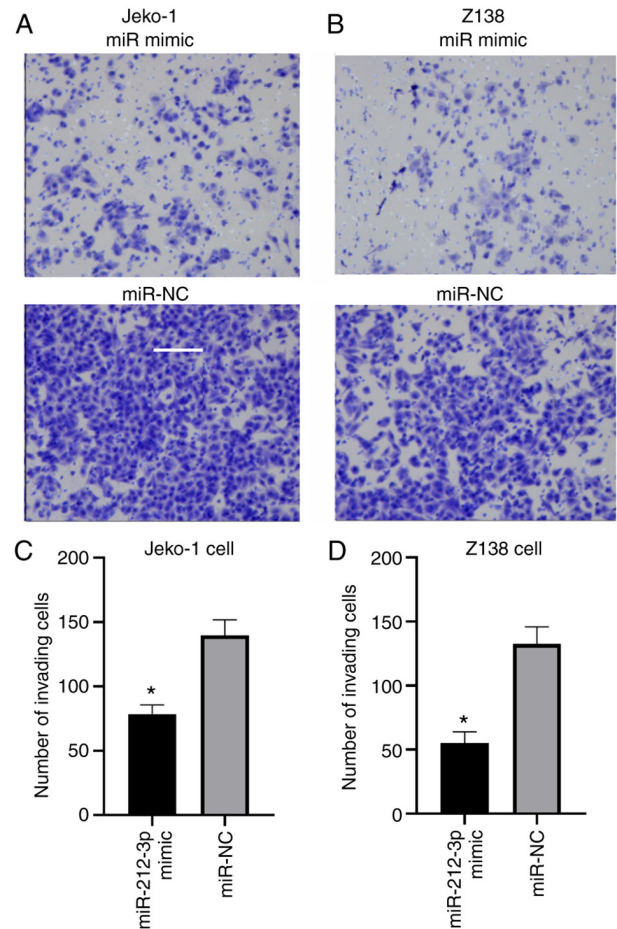 A
Jeko-1
miR mimic
B
Z138
miR mimic
miR-NC
miR-NC
C
Jeko-1 cell
Number of invading cells
200
150
100
50
0
*
miR-212-3p
mimic
miR-NC
D
Z138 cell
Number of invading cells
200
150
100
50
0
*
miR-212-3p
mimic
miR-NC